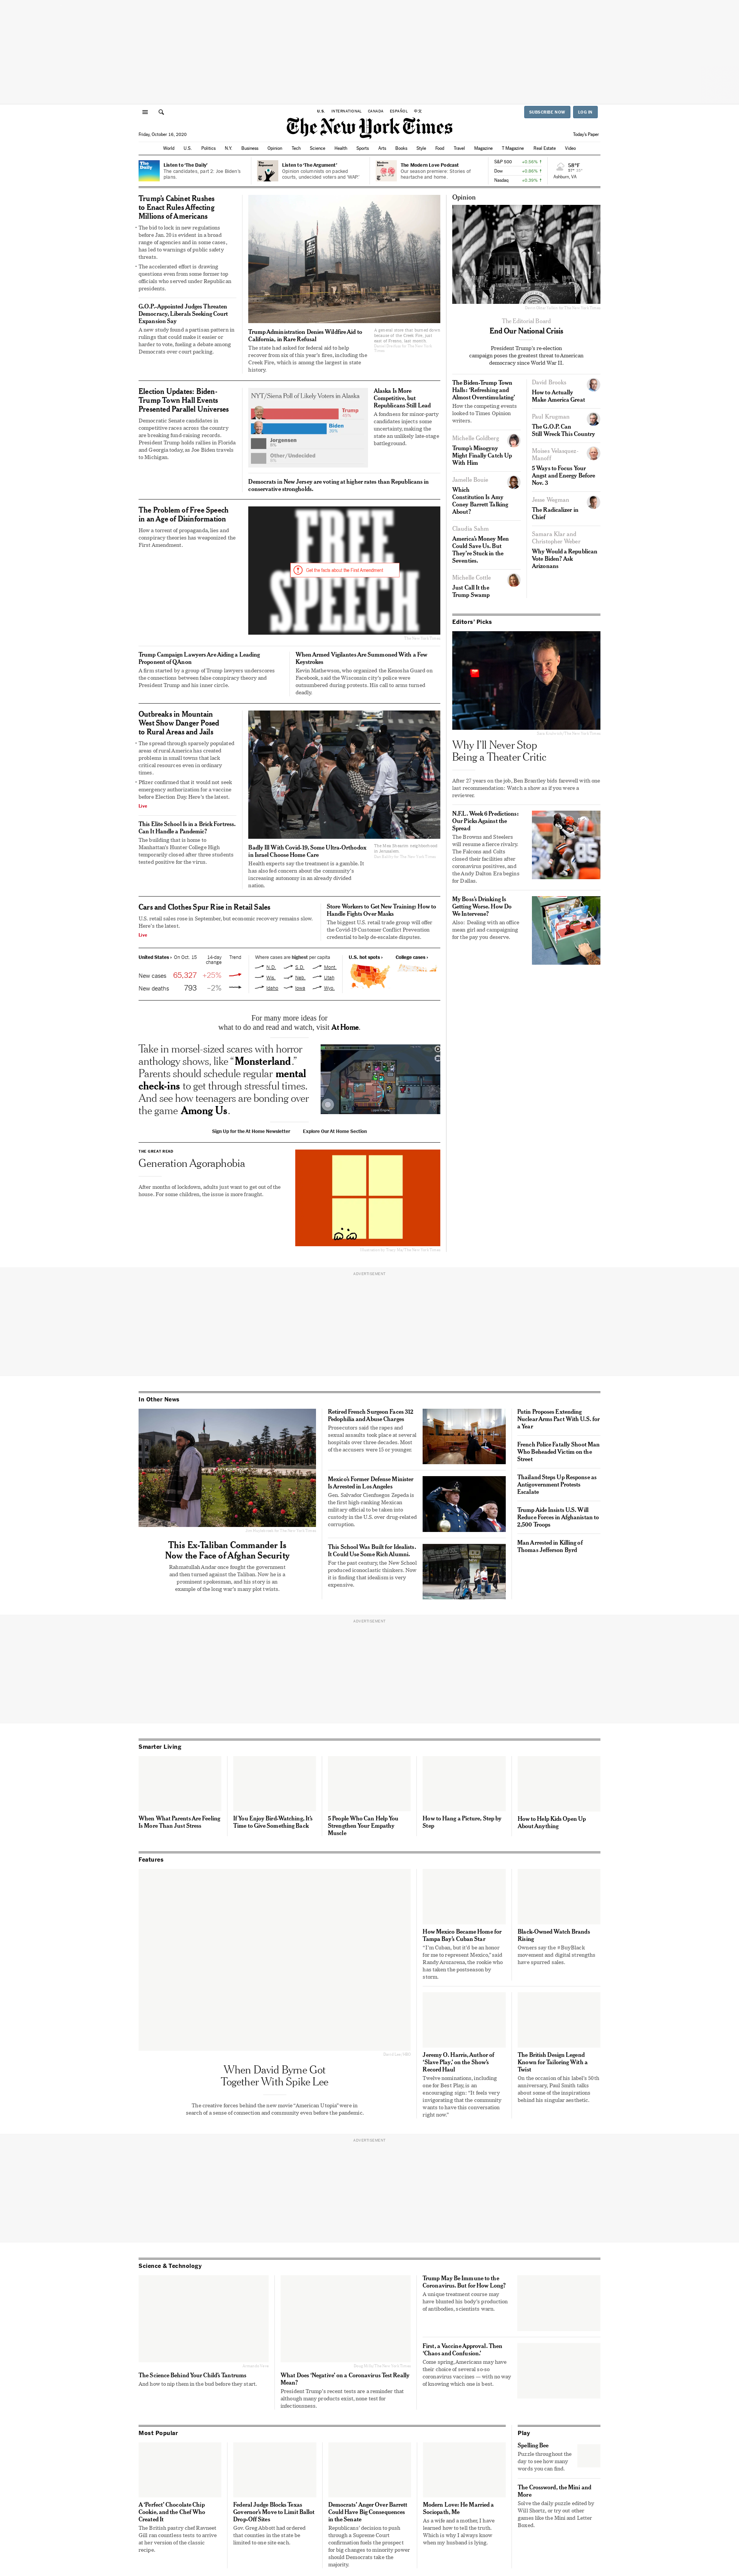 U.S. INTERNATIONAL CANADA ESPAÑOL 中文
SUBSCRIBE NOW
LOG IN
The New York Times
Friday, October 16, 2020
Today's Paper
World U.S. Politics N.Y. Business Opinion Tech Science Health Sports Arts Books Style Food Travel Magazine T Magazine Real Estate Video
Listen to 'The Daily'
The candidates, part 2: Joe Biden's
plans.
Listen to 'The Argument'
Opinion columnists on packed
courts, undecided voters and 'WAP.'
The Modern Love Podcast
Our season premiere: Stories of
heartache and home.
S&P 500
Dow
Nasdaq
58°F
Ashburn, VA
Trump's Cabinet Rushes
to Enact Rules Affecting
Millions of Americans
The bid to lock in new regulations
before Jan. 20 is evident in a broad
range of agencies and in some cases,
has led to warnings of public safety
threats.
The accelerated effort is drawing
questions even from some former top
officials who served under Republican
presidents.
G.O.P.-Appointed Judges Threaten
Democracy, Liberals Seeking Court
Expansion Say
A new study found a partisan pattern in
rulings that could make it easier or
harder to vote, fueling a debate among
Democrats over court packing.
Trump Administration Denies Wildfire Aid to
California, in Rare Refusal
The state had asked for federal aid to help
recover from six of this year's fires, including the
Creek Fire, which is among the largest in state
history.
A general store that burned down
because of the Creek Fire, just
east of Fresno, last month.
Election Updates: Biden-
Trump Town Hall Events
Presented Parallel Universes
Democratic Senate candidates in
competitive races across the country
are breaking fund-raising records.
President Trump holds rallies in Florida
and Georgia today, as Joe Biden travels
to Michigan.
NYT/Siena Poll of Likely Voters in Alaska
Trump
45%
Biden
39%
Jorgensen
8%
Other/Undecided
Alaska Is More
Competitive, but
Republicans Still Lead
A fondness for minor-party
candidates injects some
uncertainty, making the
state an unlikely late-stage
battleground.
Democrats in New Jersey are voting at higher rates than Republicans in
conservative strongholds.
The Problem of Free Speech
in an Age of Disinformation
How a torrent of propaganda, lies and
conspiracy theories has weaponized the
First Amendment.
FREE
SPEECH
Get the facts about the First Amendment
The New York Times
Trump Campaign Lawyers Are Aiding a Leading
Proponent of QAnon
A firm started by a group of Trump lawyers underscores
the connections between false conspiracy theory and
President Trump and his inner circle.
When Armed Vigilantes Are Summoned With a Few
Keystrokes
Kevin Mathewson, who organized the Kenosha Guard on
Facebook, said the Wisconsin city's police were
outnumbered during protests. His call to arms turned
deadly.
Outbreaks in Mountain
West Show Danger Posed
to Rural Areas and Jails
The spread through sparsely populated
areas of rural America has created
problems in small towns that lack
critical resources even in ordinary
times.
Pfizer confirmed that it would not seek
emergency authorization for a vaccine
before Election Day. Here's the latest.
Live
This Elite School Is in a Brick Fortress.
Can It Handle a Pandemic?
The building that is home to
Manhattan's Hunter College High
temporarily closed after three students
tested positive for the virus.
Badly Ill With Covid-19, Some Ultra-Orthodox
in Israel Choose Home Care
Health experts say the treatment is a gamble. It
has also fed concern about the community's
increasing autonomy in an already divided
nation.
The Mea Shearim neighborhood
in Jerusalem.
Cars and Clothes Spur Rise in Retail Sales
U.S. retail sales rose in September, but economic recovery remains slow.
Here's the latest.
Live
Store Workers to Get New Training: How to
Handle Fights Over Masks
The biggest U.S. retail trade group will offer
the Covid-19 Customer Conflict Prevention
credential to help de-escalate disputes.
United States › On Oct. 15
14-day
change
Trend
New cases 65,327 +25%
New deaths 793 −2%
Where cases are highest per capita
N.D. S.D. Mont.
Wis. Neb. Utah
Idaho Iowa Wyo.
U.S. hot spots ›
College cases ›
For many more ideas for
what to do and read and watch, visit At Home.
Take in morsel-sized scares with horror
anthology shows, like "Monsterland."
Parents should schedule regular mental
check-ins to get through stressful times.
And see how teenagers are bonding over
the game Among Us.
Sign Up for the At Home Newsletter
Explore Our At Home Section
THE GREAT READ
Generation Agoraphobia
After months of lockdown, adults just want to get out of the
house. For some children, the issue is more fraught.
Opinion
The Editorial Board
End Our National Crisis
President Trump's re-election
campaign poses the greatest threat to American
democracy since World War II.
The Biden-Trump Town
Halls: 'Refreshing and
Almost Overstimulating'
How the competing events
looked to Times Opinion
writers.
Michelle Goldberg
Trump's Misogyny
Might Finally Catch Up
With Him
Jamelle Bouie
Which
Constitution Is Amy
Coney Barrett Talking
About?
Claudia Sahm
America's Money Men
Could Save Us. But
They're Stuck in the
Seventies.
Michelle Cottle
Just Call It the
Trump Swamp
David Brooks
How to Actually
Make America Great
Paul Krugman
The G.O.P. Can
Still Wreck This Country
Moises Velasquez-
Manoff
5 Ways to Focus Your
Angst and Energy Before
Nov. 3
Jesse Wegman
The Radicalizer in
Chief
Samara Klar and
Christopher Weber
Why Would a Republican
Vote Biden? Ask
Arizonans
Editors' Picks
Why I'll Never Stop
Being a Theater Critic
After 27 years on the job, Ben Brantley bids farewell with one
last recommendation: Watch a show as if you were a
reviewer.
N.F.L. Week 6 Predictions:
Our Picks Against the
Spread
The Browns and Steelers
will resume a fierce rivalry.
The Falcons and Colts
closed their facilities after
coronavirus positives, and
the Andy Dalton Era begins
for Dallas.
My Boss's Drinking Is
Getting Worse. How Do
We Intervene?
Also: Dealing with an office
mean girl and campaigning
for the pay you deserve.
ADVERTISEMENT
In Other News
This Ex-Taliban Commander Is
Now the Face of Afghan Security
Rahmatullah Andar once fought the government
and then turned against the Taliban. Now he is a
prominent spokesman, and his story is an
example of the long war's many plot twists.
Retired French Surgeon Faces 312
Pedophilia and Abuse Charges
Prosecutors said the rapes and
sexual assaults took place at several
hospitals over three decades. Most
of the accusers were 15 or younger.
Mexico's Former Defense Minister
Is Arrested in Los Angeles
Gen. Salvador Cienfuegos Zepeda is
the first high-ranking Mexican
military official to be taken into
custody in the U.S. over drug-related
corruption.
This School Was Built for Idealists.
It Could Use Some Rich Alumni.
For the past century, the New School
produced iconoclastic thinkers. Now
it is finding that idealism is very
expensive.
Putin Proposes Extending
Nuclear Arms Pact With U.S. for
a Year
French Police Fatally Shoot Man
Who Beheaded Victim on the
Street
Thailand Steps Up Response as
Antigovernment Protests
Escalate
Trump Aide Insists U.S. Will
Reduce Forces in Afghanistan to
2,500 Troops
Man Arrested in Killing of
Thomas Jefferson Byrd
ADVERTISEMENT
Smarter Living
When What Parents Are Feeling
Is More Than Just Stress
If You Enjoy Bird-Watching, It's
Time to Give Something Back
5 People Who Can Help You
Strengthen Your Empathy
Muscle
How to Hang a Picture, Step by
Step
How to Help Kids Open Up
About Anything
Features
When David Byrne Got
Together With Spike Lee
The creative forces behind the new movie "American Utopia" were in
search of a sense of connection and community even before the pandemic.
How Mexico Became Home for
Tampa Bay's Cuban Star
"I'm Cuban, but it'd be an honor
for me to represent Mexico," said
Randy Arozarena, the rookie who
has taken the postseason by
storm.
Black-Owned Watch Brands
Rising
Owners say the #BuyBlack
movement and digital strengths
have spurred sales.
Jeremy O. Harris, Author of
'Slave Play,' on the Show's
Record Haul
Twelve nominations, including
one for Best Play, is an
encouraging sign: "It feels very
invigorating that the community
wants to have this conversation
right now."
The British Design Legend
Known for Tailoring With a
Twist
On the occasion of his label's 50th
anniversary, Paul Smith talks
about some of the inspirations
behind his singular aesthetic.
ADVERTISEMENT
Science & Technology
The Science Behind Your Child's Tantrums
And how to nip them in the bud before they start.
What Does 'Negative' on a Coronavirus Test Really
Mean?
President Trump's recent tests are a reminder that
although many products exist, none test for
infectiousness.
Trump May Be Immune to the
Coronavirus. But for How Long?
A unique treatment course may
have blunted his body's production
of antibodies, scientists warn.
First, a Vaccine Approval. Then
'Chaos and Confusion.'
Come spring, Americans may have
their choice of several so-so
coronavirus vaccines — with no way
of knowing which one is best.
Most Popular
A 'Perfect' Chocolate Chip
Cookie, and the Chef Who
Created It
The British pastry chef Ravneet
Gill ran countless tests to arrive
at her version of the classic
recipe.
Federal Judge Blocks Texas
Governor's Move to Limit Ballot
Drop-Off Sites
Gov. Greg Abbott had ordered
that counties in the state be
limited to one site each.
Democrats' Anger Over Barrett
Could Have Big Consequences
in the Senate
Republicans' decision to push
through a Supreme Court
confirmation fuels the prospect
for big changes to minority power
should Democrats take the
majority.
Modern Love: He Married a
Sociopath, Me
As a wife and a mother, I have
learned how to tell the truth.
Which is why I always know
when my husband is lying.
Play
Spelling Bee
Puzzle throughout the
day to see how many
words you can find.
The Crossword, the Mini and
More
Solve the daily puzzle edited by
Will Shortz, or try out other
games like the Mini and Letter
Boxed.